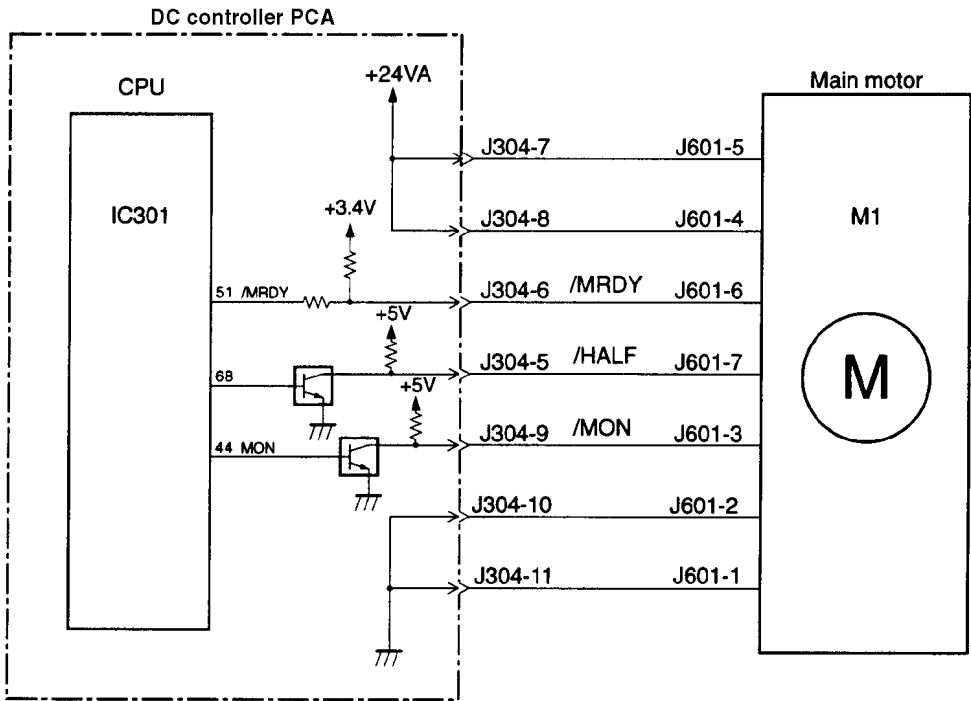 DC controller PCA
CPU
+24VA
Main motor
J304-7 J601-5
IC301
+3.4V
J304-8 J601-4
M1
51 /MRDY
J304-6 /MRDY J601-6
+5V
J304-5 /HALF J601-7
68
+5V
M
J304-9 /MON J601-3
44 MON
J304-10 J601-2
J304-11 J601-1